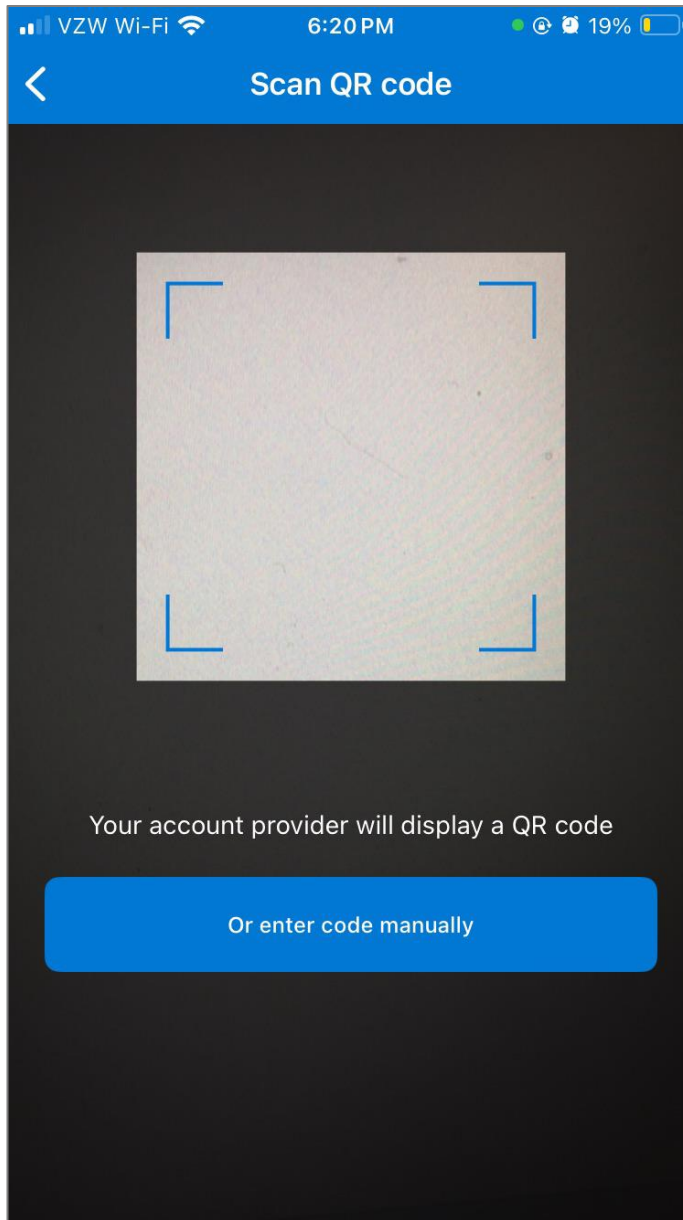 VZW Wi-Fi 6:20 PM 19%
Scan QR code
Your account provider will display a QR code
Or enter code manually